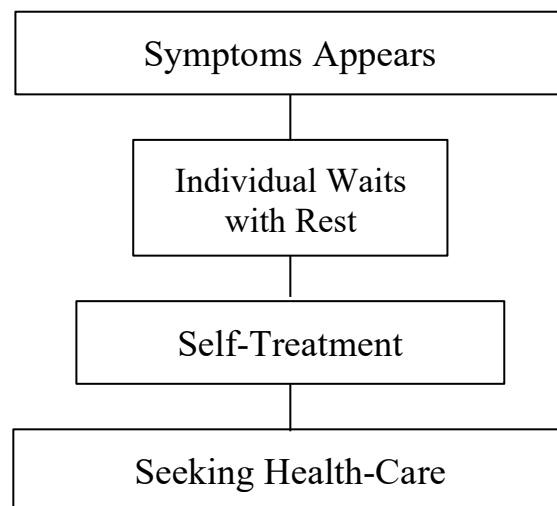 Symptoms Appears
Individual Waits
with Rest
Self-Treatment
Seeking Health-Care